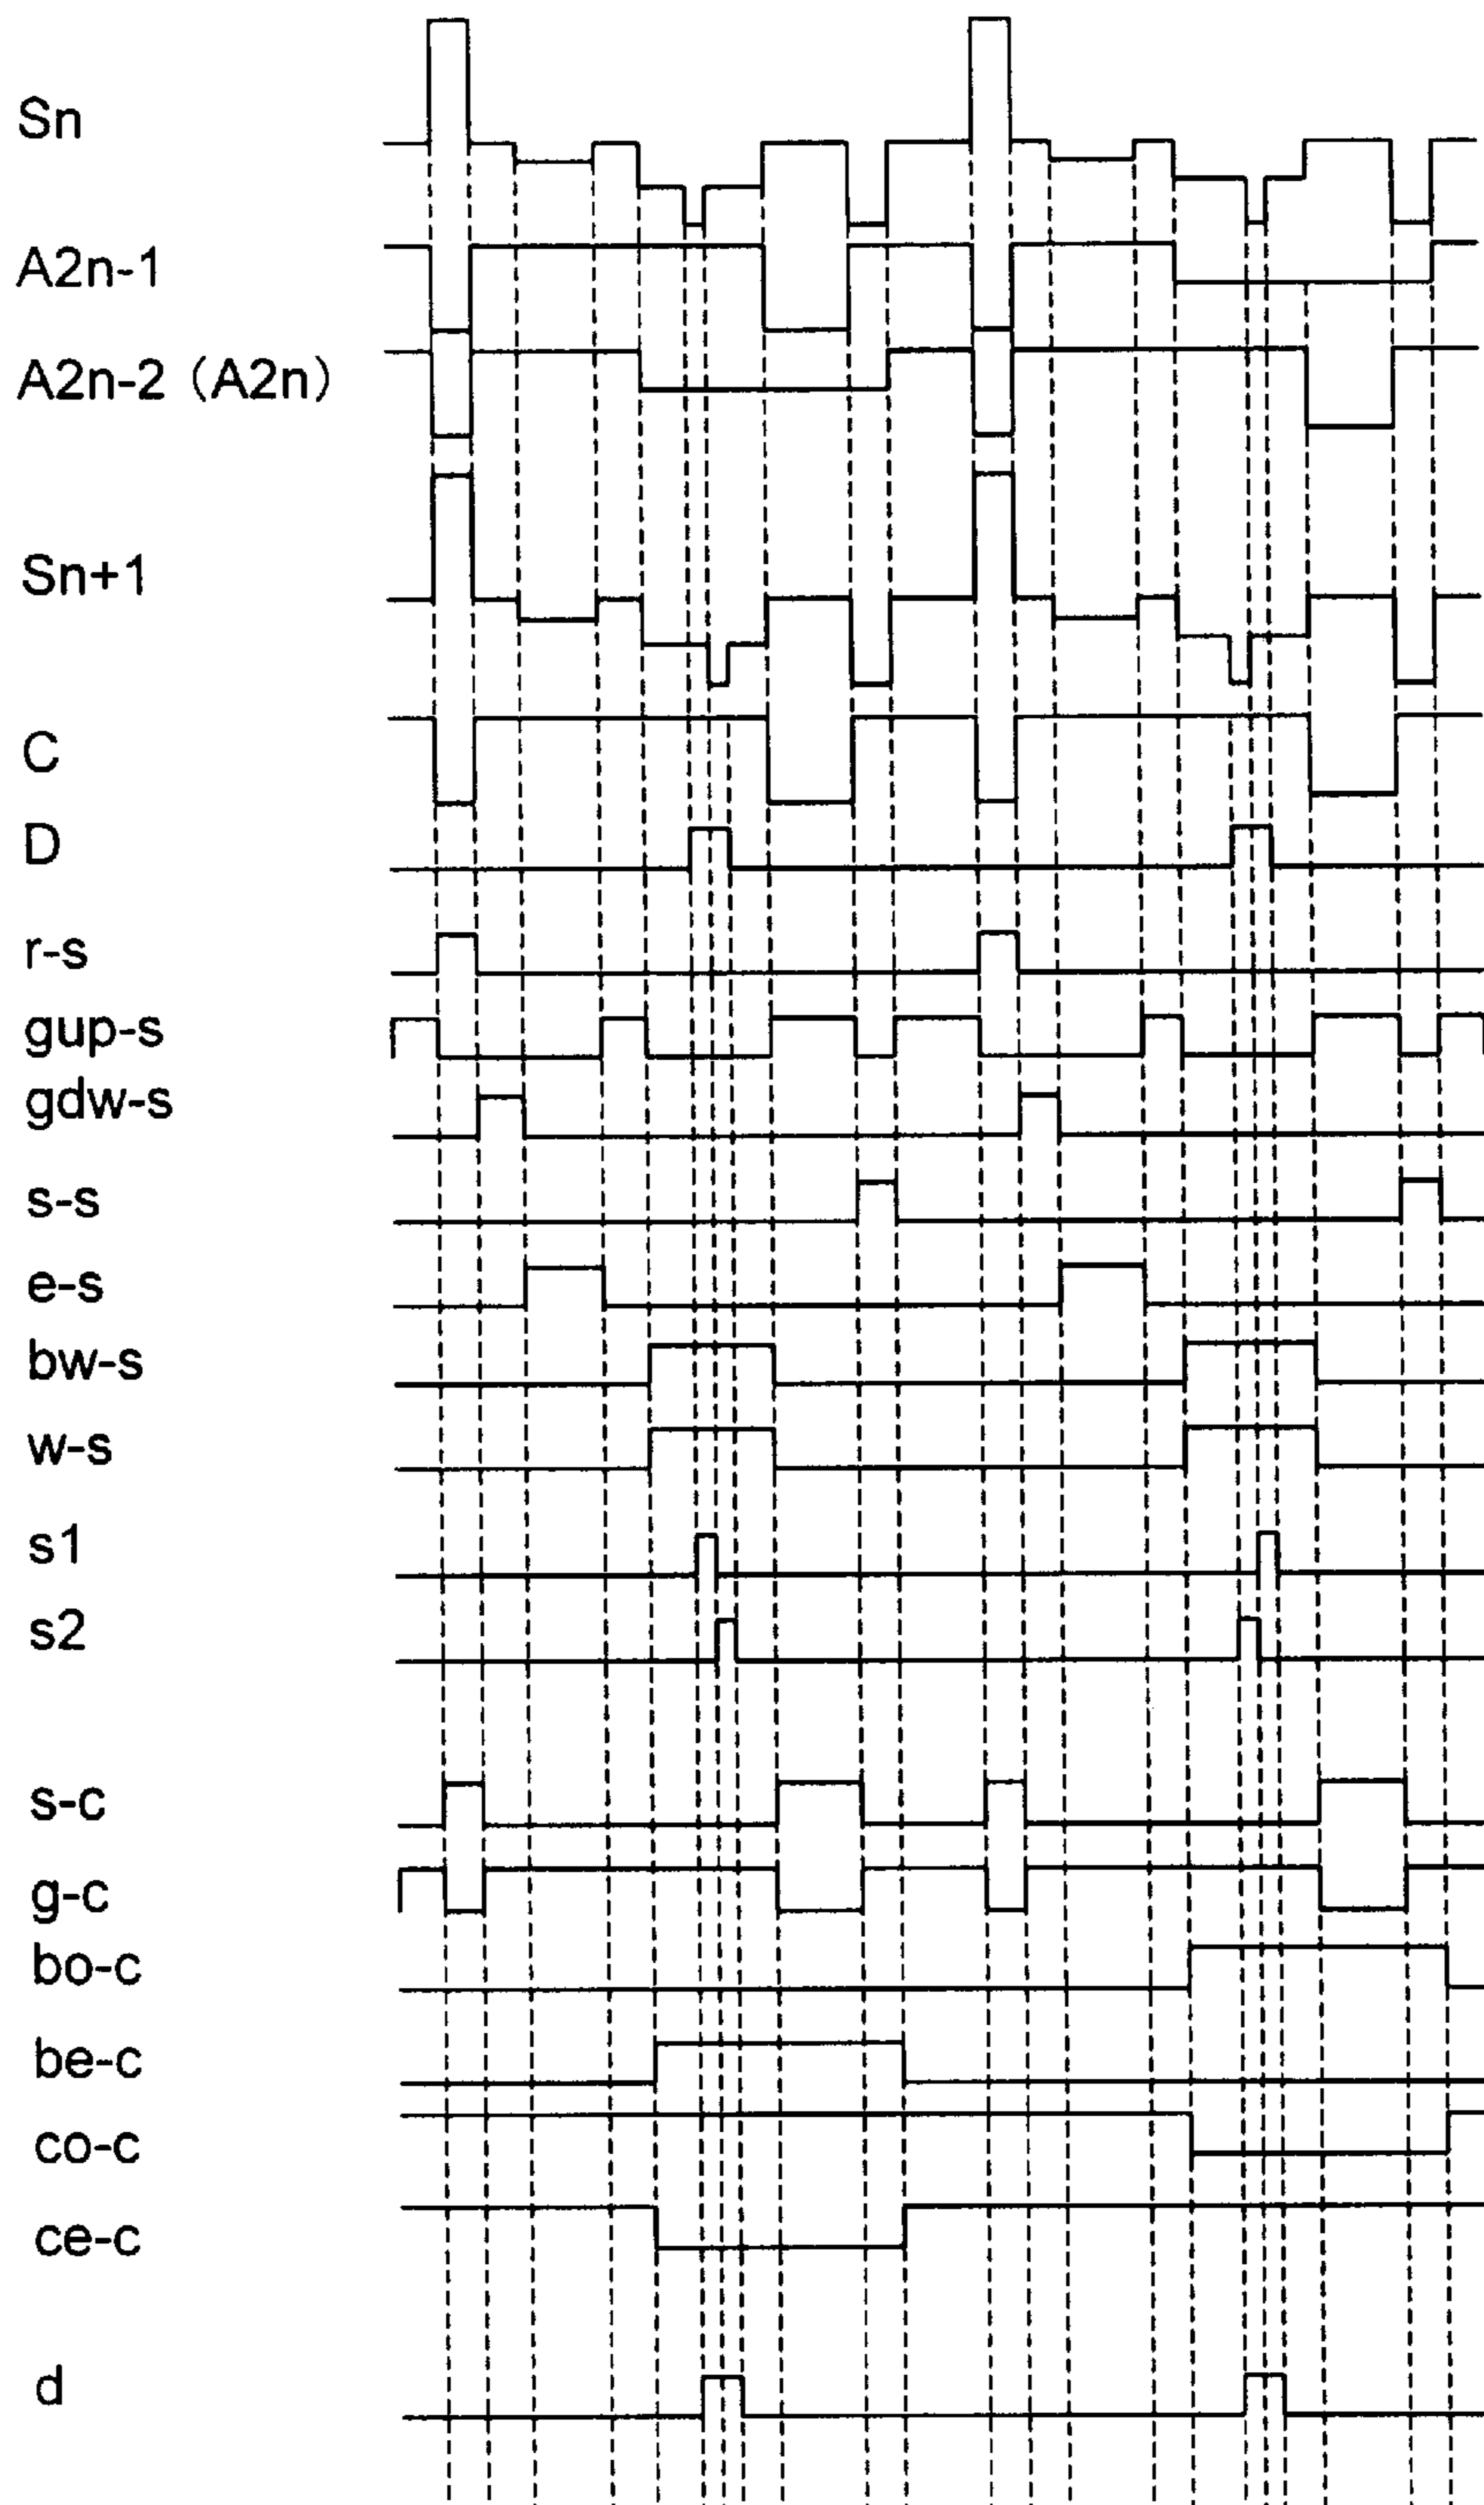 Sn
A2n-1
A2n-2 (A2n)
Sn+1
C
D
r-s
gup-s
gdw-s
s-s
e-s
bw-s
w-s
s1
s2
s-c
g-c
bo-c
be-c
co-c
ce-c
d